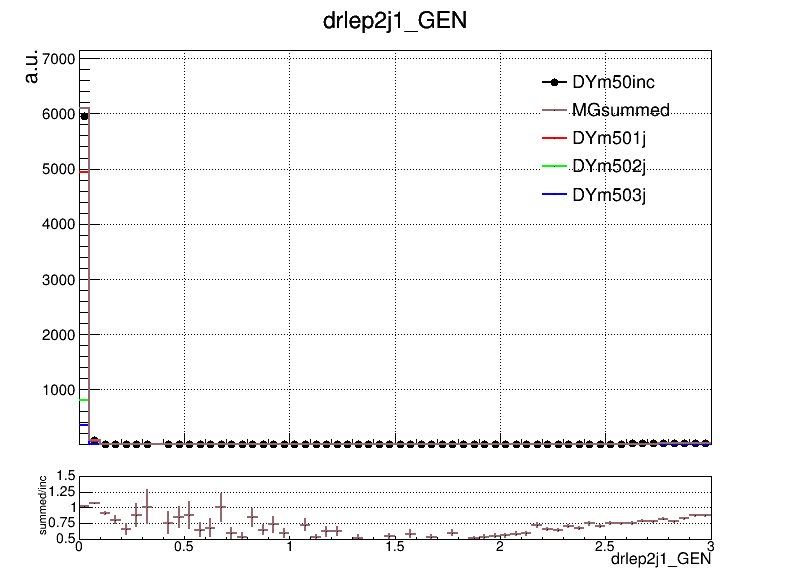 drlep2j1_GEN
a.u.
7000
6000
5000
4000
3000
2000
1000
DYm50inc
MGsummed
DYm501j
DYm502j
DYm503j
summed/inc
1.5
1.25
1
0.75
0.5
0 0.5 1 1.5 2 2.5 3
drlep2j1_GEN